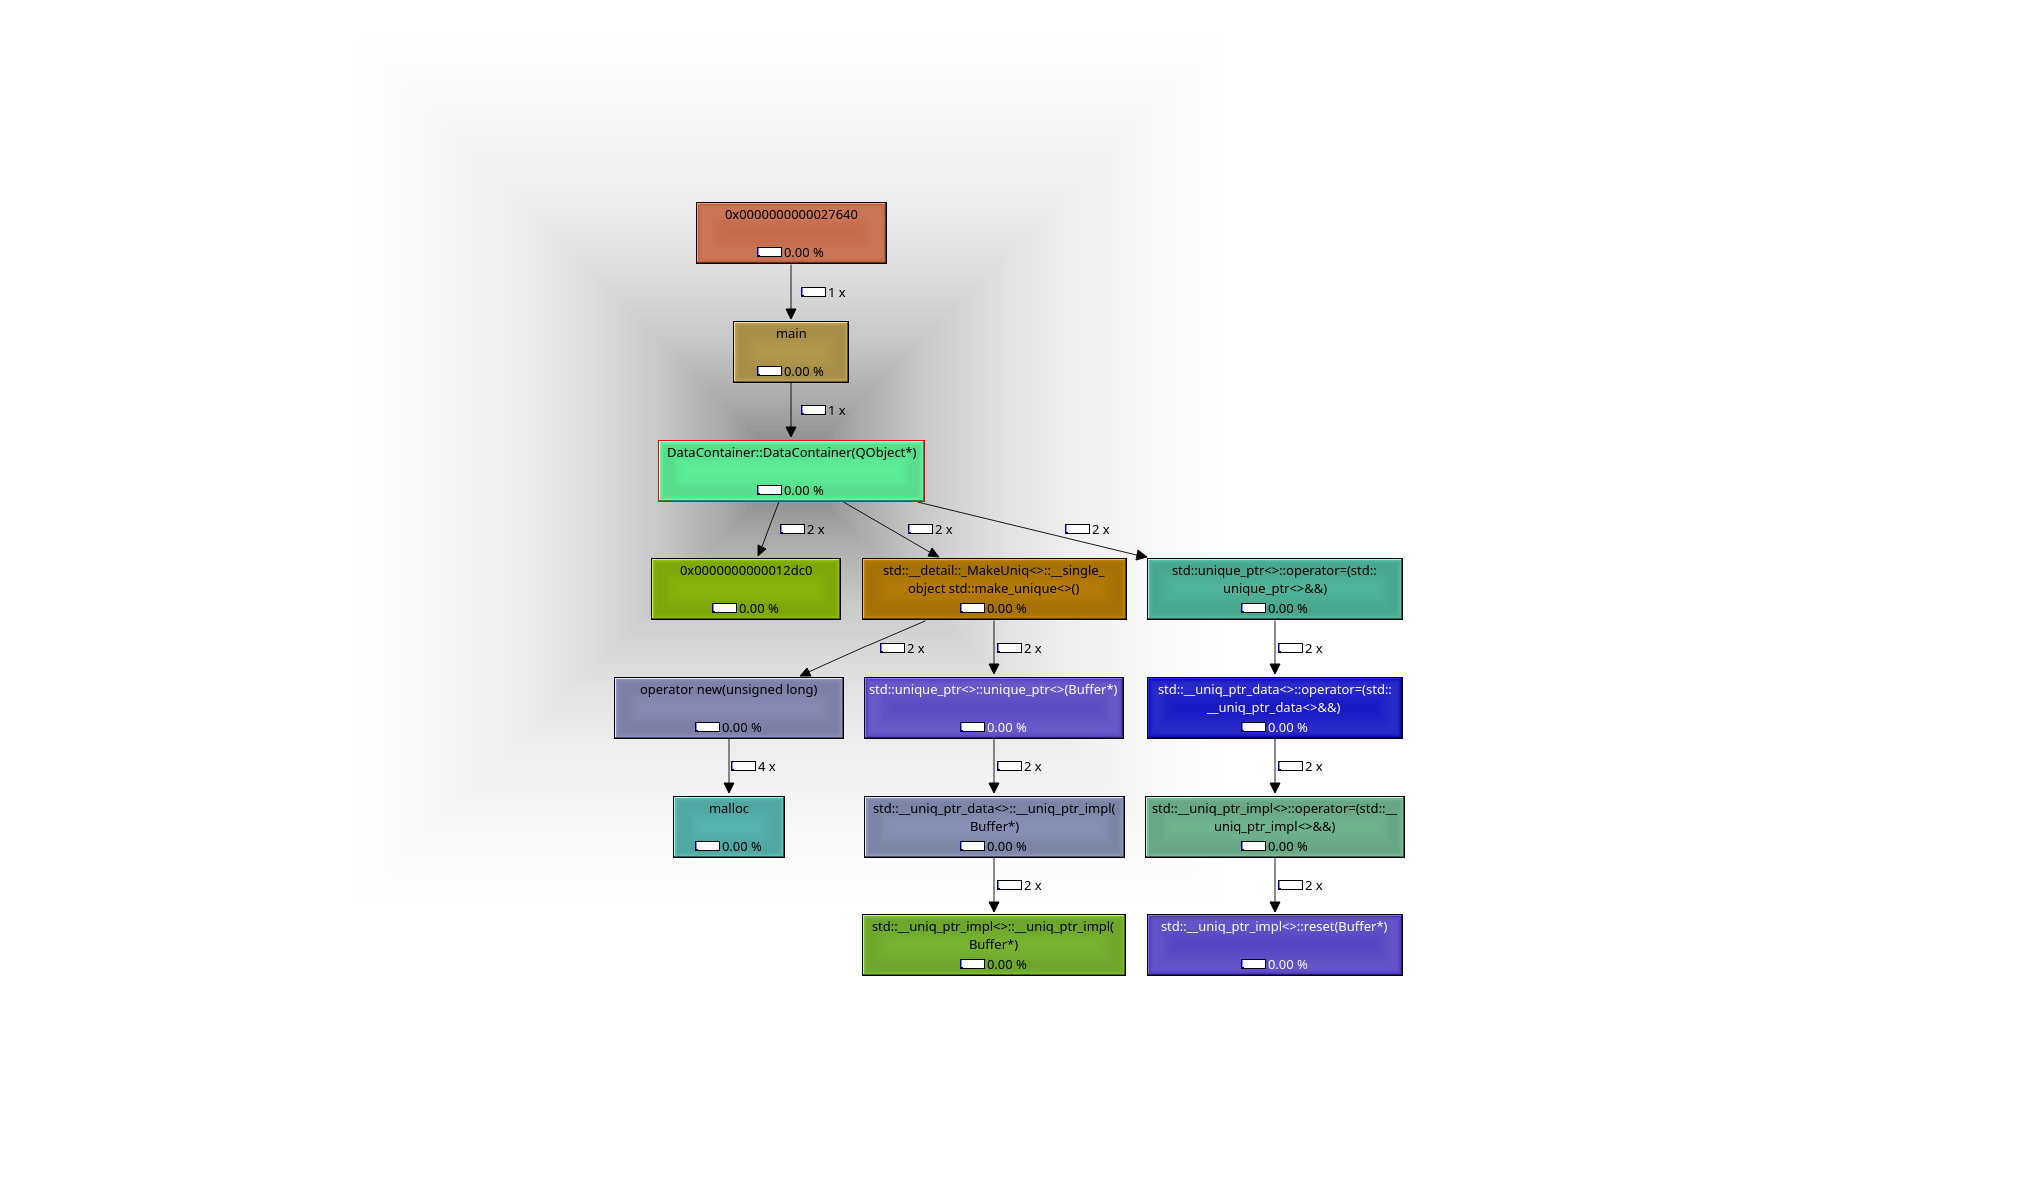 0x0000000000027640
0.00 %
1 x
main
0.00 %
1 x
DataContainer::DataContainer(QObject*)
0.00 %
2 x
2 x
2 x
0x0000000000012dc0
0.00 %
std::__detail::_MakeUniq<>::__single_
object std::make_unique<>()
0.00 %
std::unique_ptr<>::operator=(std::
unique_ptr<>&&)
0.00 %
2 x
2 x
2 x
operator new(unsigned long)
0.00 %
std::unique_ptr<>::unique_ptr<>(Buffer*)
0.00 %
std::__uniq_ptr_data<>::operator=(std::
__uniq_ptr_data<>&&)
0.00 %
4 x
2 x
2 x
malloc
0.00 %
std::__uniq_ptr_data<>::__uniq_ptr_impl(
Buffer*)
0.00 %
std::__uniq_ptr_impl<>::operator=(std::__
uniq_ptr_impl<>&&)
0.00 %
2 x
2 x
std::__uniq_ptr_impl<>::__uniq_ptr_impl(
Buffer*)
0.00 %
std::__uniq_ptr_impl<>::reset(Buffer*)
0.00 %